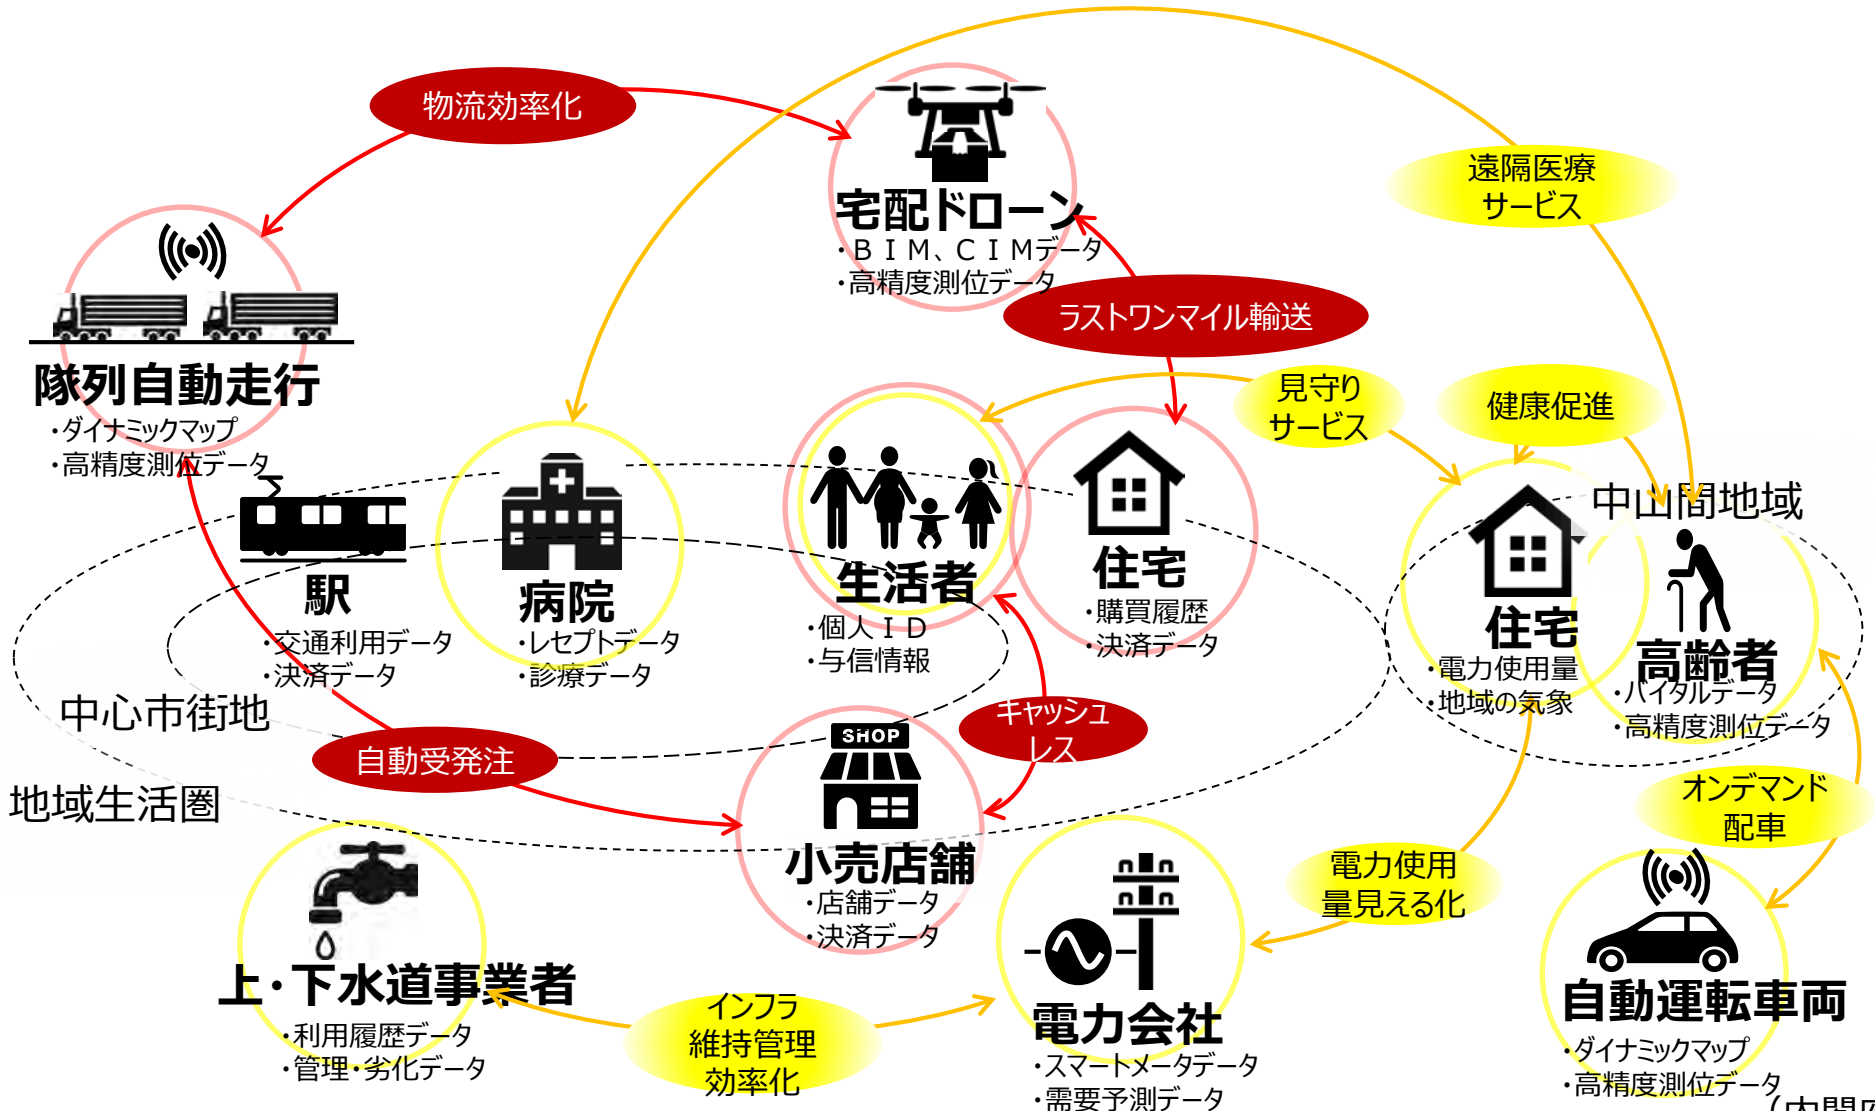 物流効率化
宅配ドローン
・ＢＩＭ、ＣＩＭデータ
・高精度測位データ
遠隔医療
サービス
ラストワンマイル輸送
隊列自動走行
・ダイナミックマップ
・高精度測位データ
見守り
サービス
健康促進
中山間地域
駅
・交通利用データ
・決済データ
病院
・レセプトデータ
・診療データ
生活者
・個人ＩＤ
・与信情報
住宅
・購買履歴
・決済データ
住宅
・電力使用量
・地域の気象
高齢者
・バイタルデータ
・高精度測位データ
中心市街地
自動受発注
キャッシュ
レス
地域生活圏
SHOP
小売店舗
・店舗データ
・決済データ
オンデマンド
配車
電力使用
量見える化
上・下水道事業者
・利用履歴データ
・管理・劣化データ
インフラ
維持管理
効率化
電力会社
・スマートメータデータ
・需要予測データ
自動運転車両
・ダイナミックマップ
・高精度測位データ